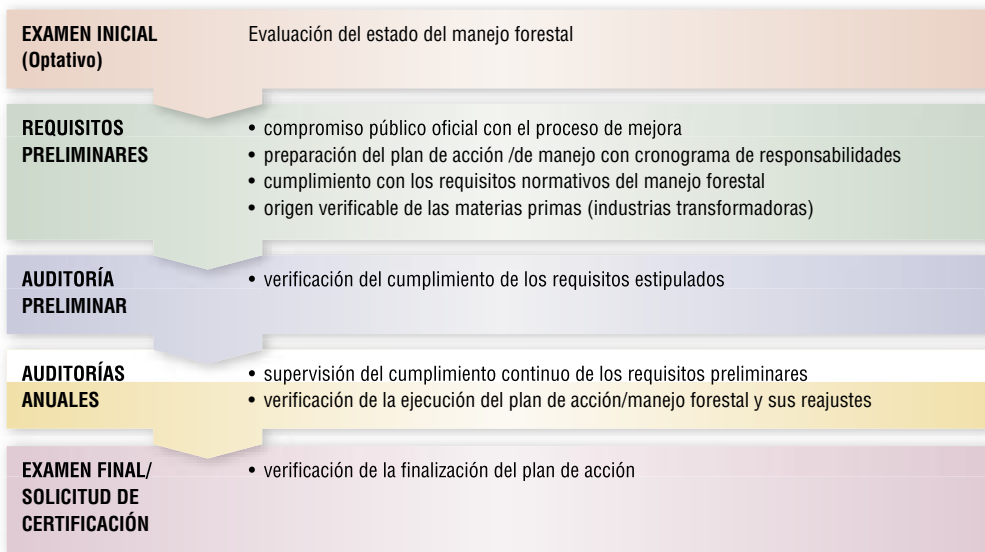 EXAMEN INICIAL
(Optativo)
Evaluación del estado del manejo forestal
REQUISITOS
PRELIMINARES
• compromiso público oficial con el proceso de mejora
• preparación del plan de acción /de manejo con cronograma de responsabilidades
• cumplimiento con los requisitos normativos del manejo forestal
• origen verificable de las materias primas (industrias transformadoras)
AUDITORÍA
PRELIMINAR
• verificación del cumplimiento de los requisitos estipulados
AUDITORÍAS
ANUALES
• supervisión del cumplimiento continuo de los requisitos preliminares
• verificación de la ejecución del plan de acción/manejo forestal y sus reajustes
EXAMEN FINAL/
SOLICITUD DE
CERTIFICACIÓN
• verificación de la finalización del plan de acción